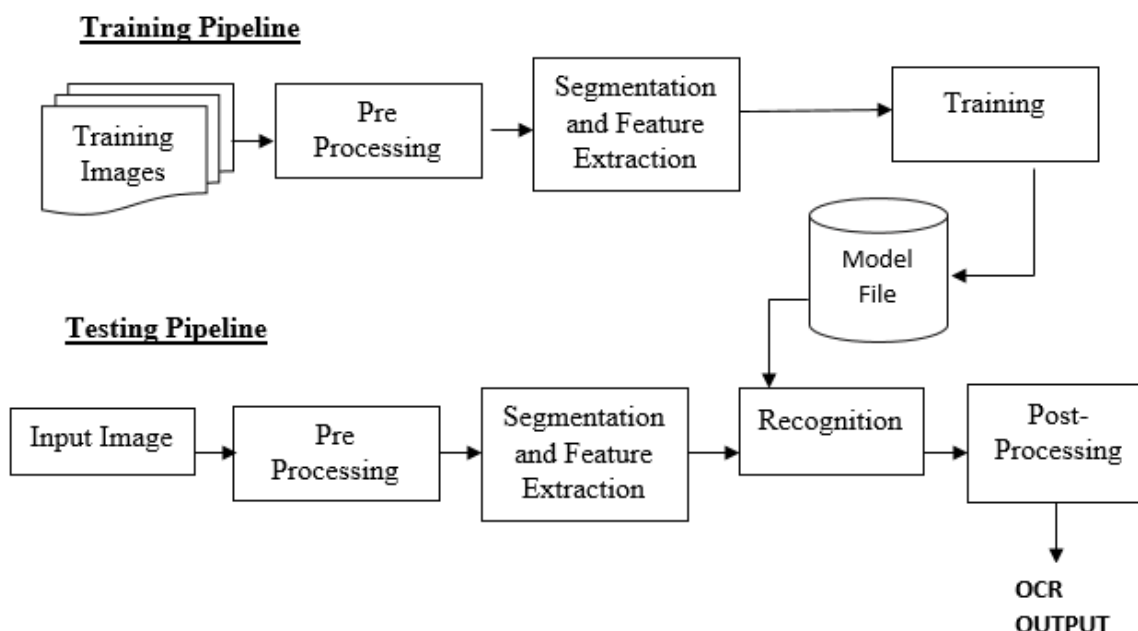 Training Pipeline
Training
Images
Pre
Processing
Segmentation
and Feature
Extraction
Training
Model
File
Testing Pipeline
Input Image
Pre
Processing
Segmentation
and Feature
Extraction
Recognition
Post-
Processing
OCR
OUTPUT